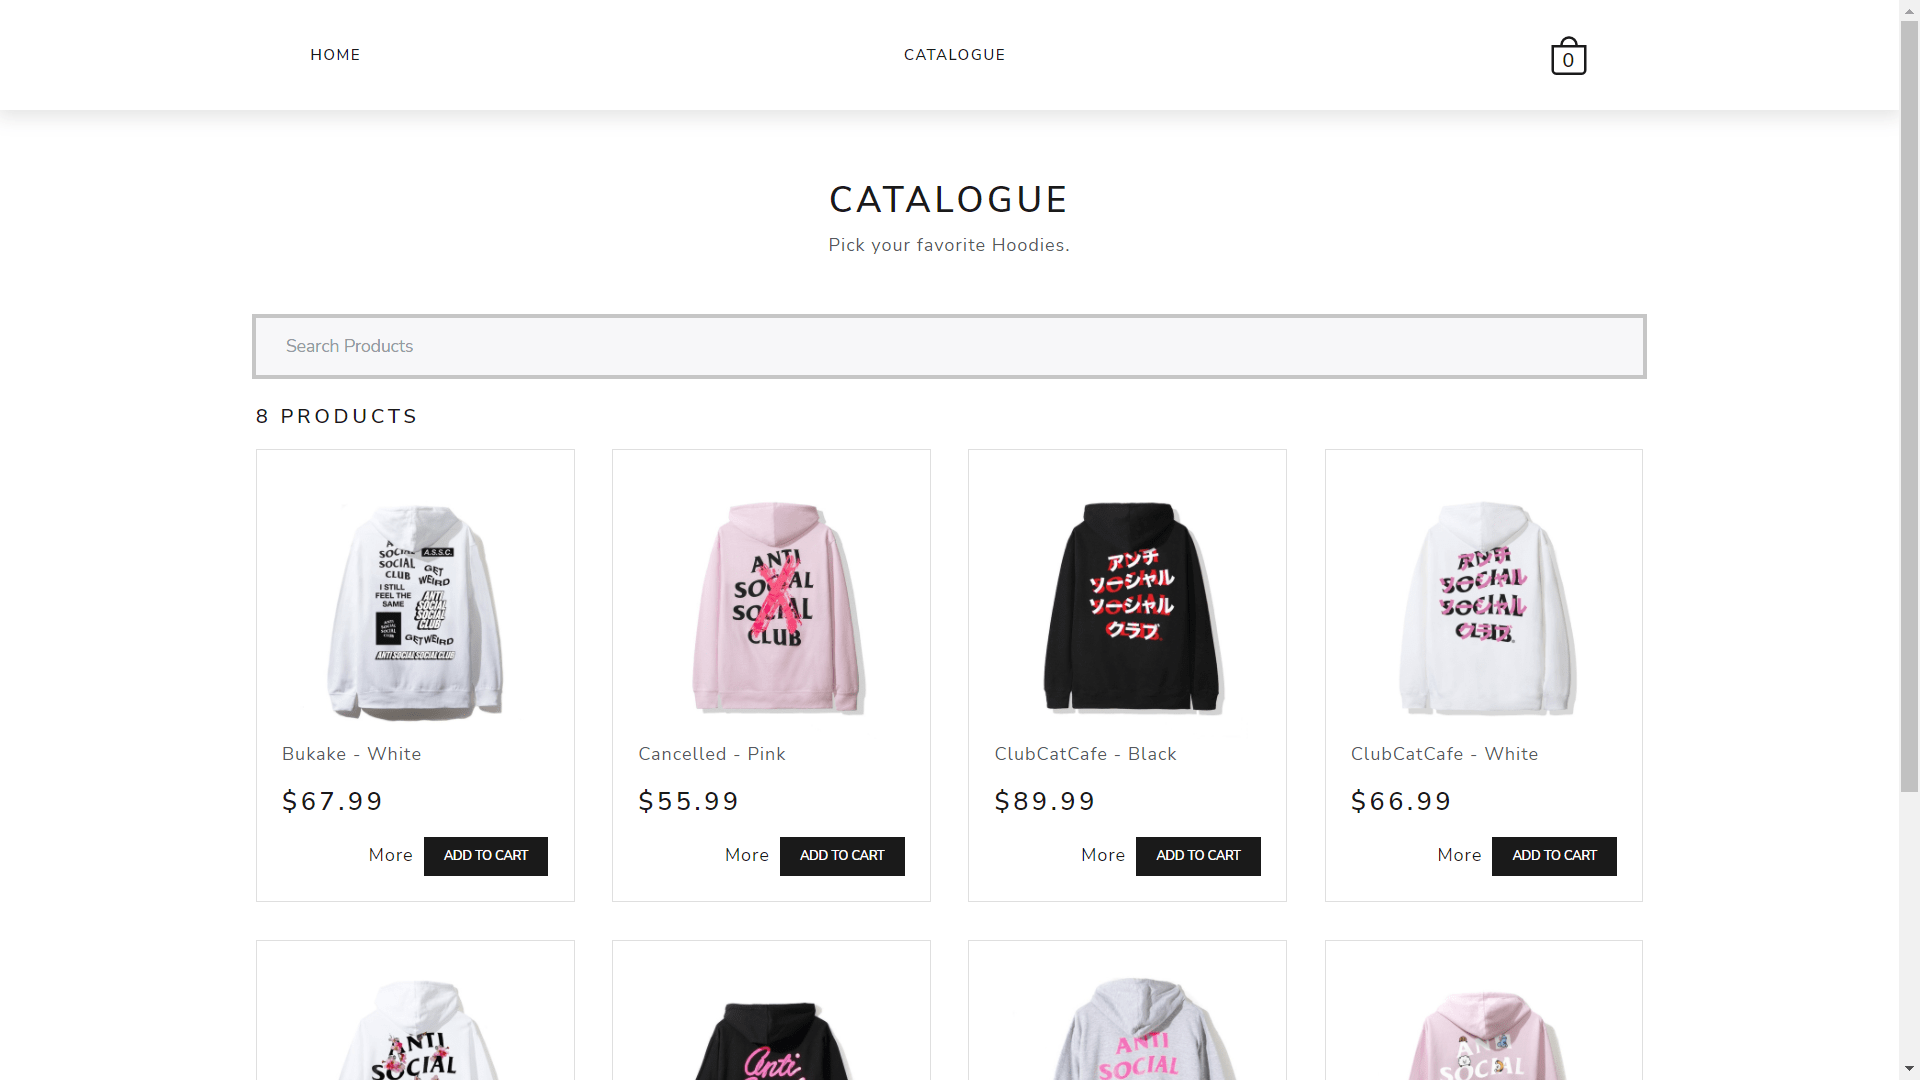 HOME
CATALOGUE
0
CATALOGUE
Pick your favorite Hoodies.
Search Products
8 PRODUCTS
SOCIAL
CLUB
A.S.S.C.
GET
WEIRD
I STILL
FEEL THE
SAME
ANTI
SOCIAL
SOCIAL
CLUB
GET WEIRD
ANTI SOCIAL SOCIAL CLUB
Bukake - White
$67.99
More ADD TO CART
ANTI
SOCIAL
SOCIAL
CLUB
Cancelled - Pink
$55.99
More ADD TO CART
アンチ
ソーシャル
ソーシャル
クラブ
ClubCatCafe - Black
$89.99
More ADD TO CART
ANTI
SOCIAL
SOCIAL
CLUB
ClubCatCafe - White
$66.99
More ADD TO CART
ANTI
SOCIAL
Anti
ANTI
SOCIAL
ANTI
SOCIAL